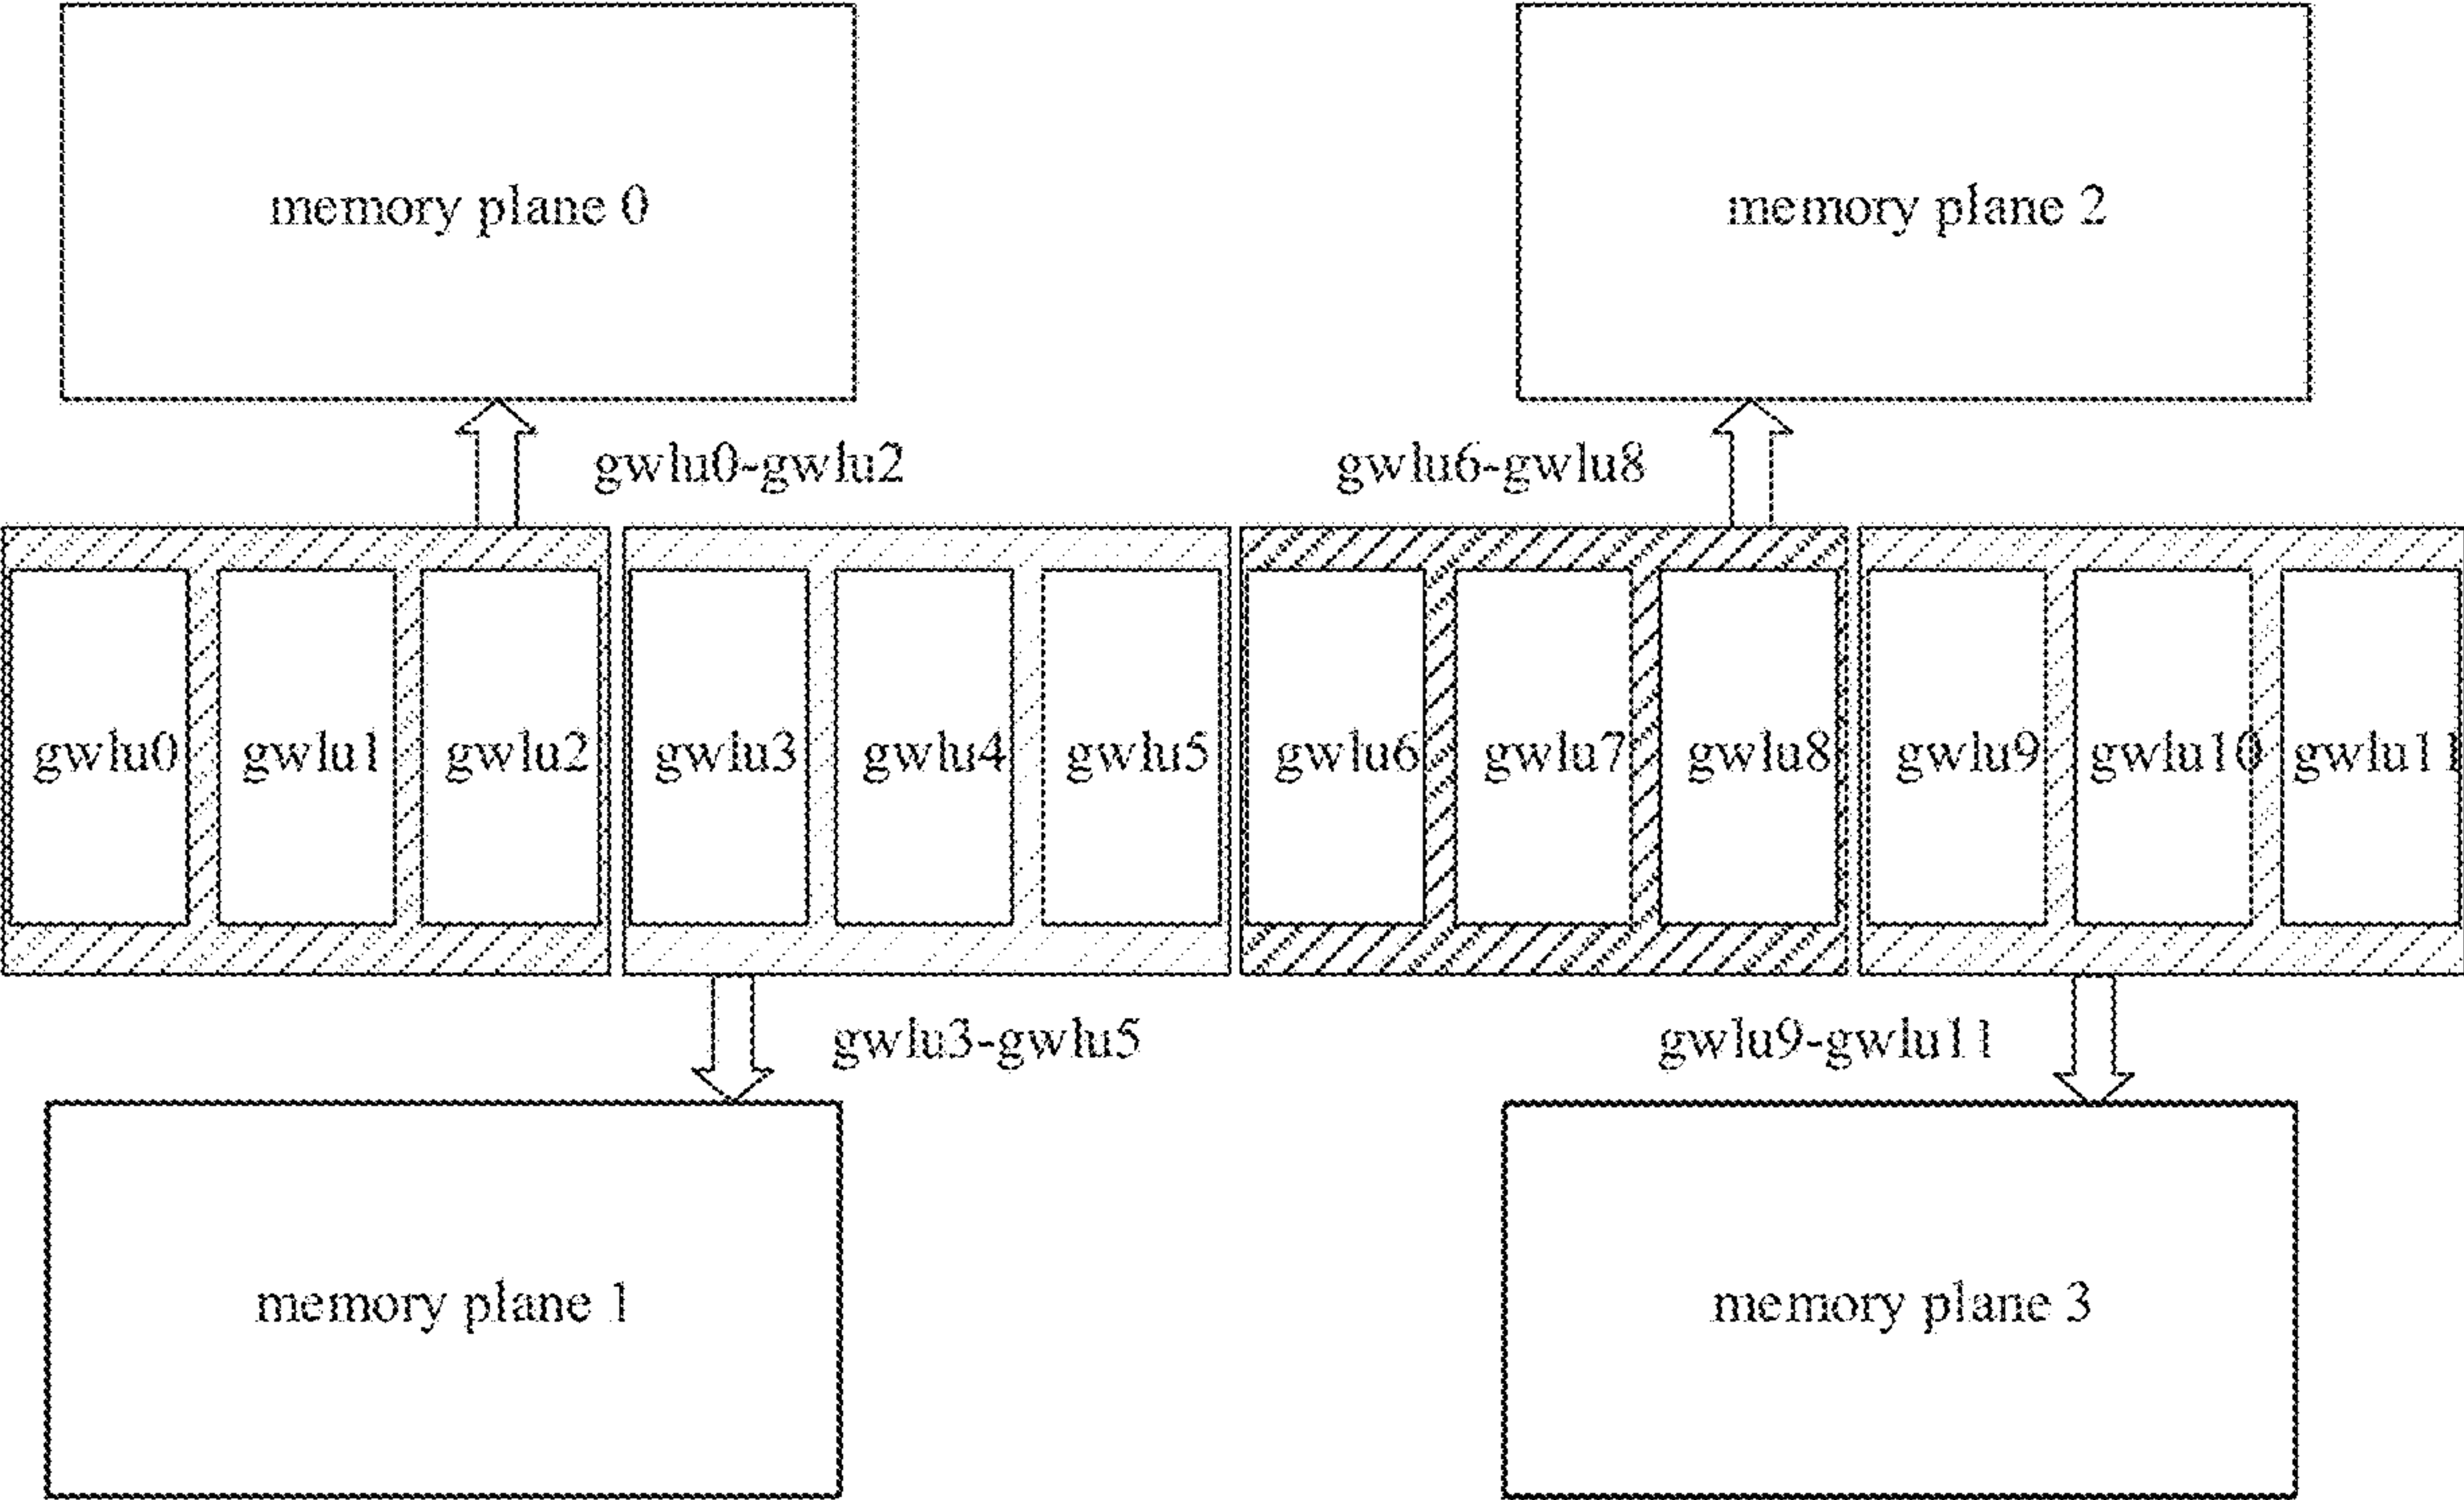 memory plane 0
memory plane 2
gwlu0-gwlu2
gwlu6-gwlu8
gwlu0
gwlu1
gwlu2
gwlu3
gwlu4
gwlu5
gwlu6
gwlu7
gwlu8
gwlu9
gwlu10
gwlu11
gwlu3-gwlu5
gwlu9-gwlu11
memory plane 1
memory plane 3